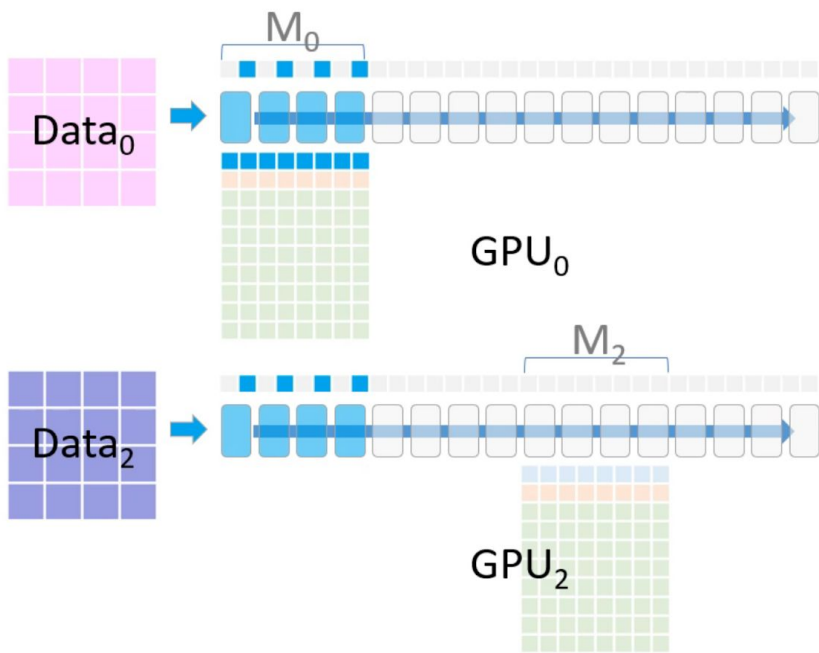 M₀
Data₀
GPU₀
M₂
Data₂
GPU₂